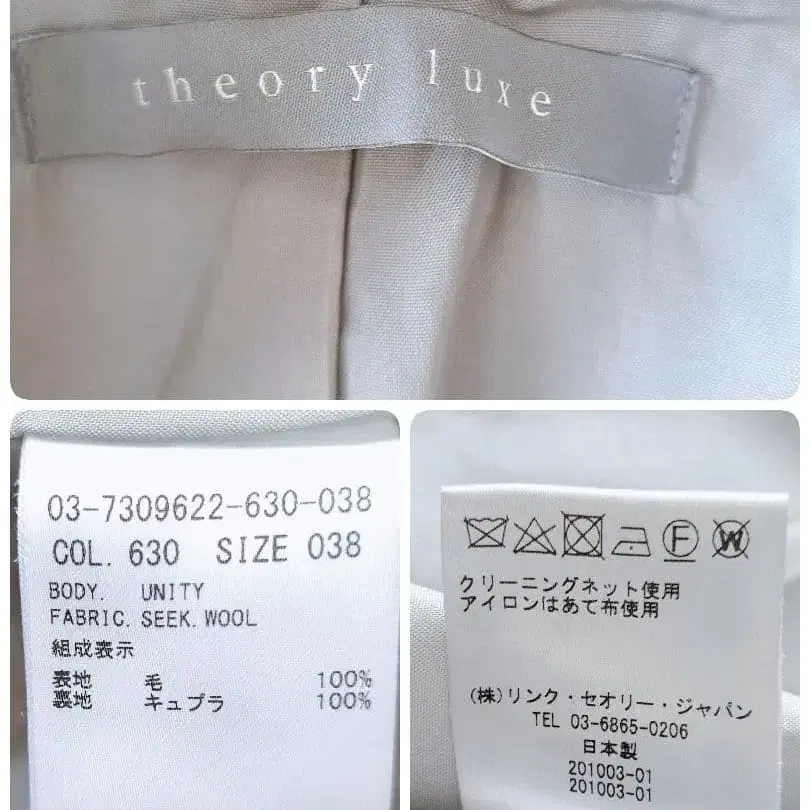 theory luxe
03-7309622-630-038
COL. 630 SIZE 038
BODY. UNITY
FABRIC. SEEK. WOOL
組成表示
表地 毛 100%
裏地 キュプラ 100%
F W
クリーニングネット使用
アイロンはあて布使用
(株)リンク・セオリー・ジャパン
TEL 03-6865-0206
日本製
201003-01
201003-01